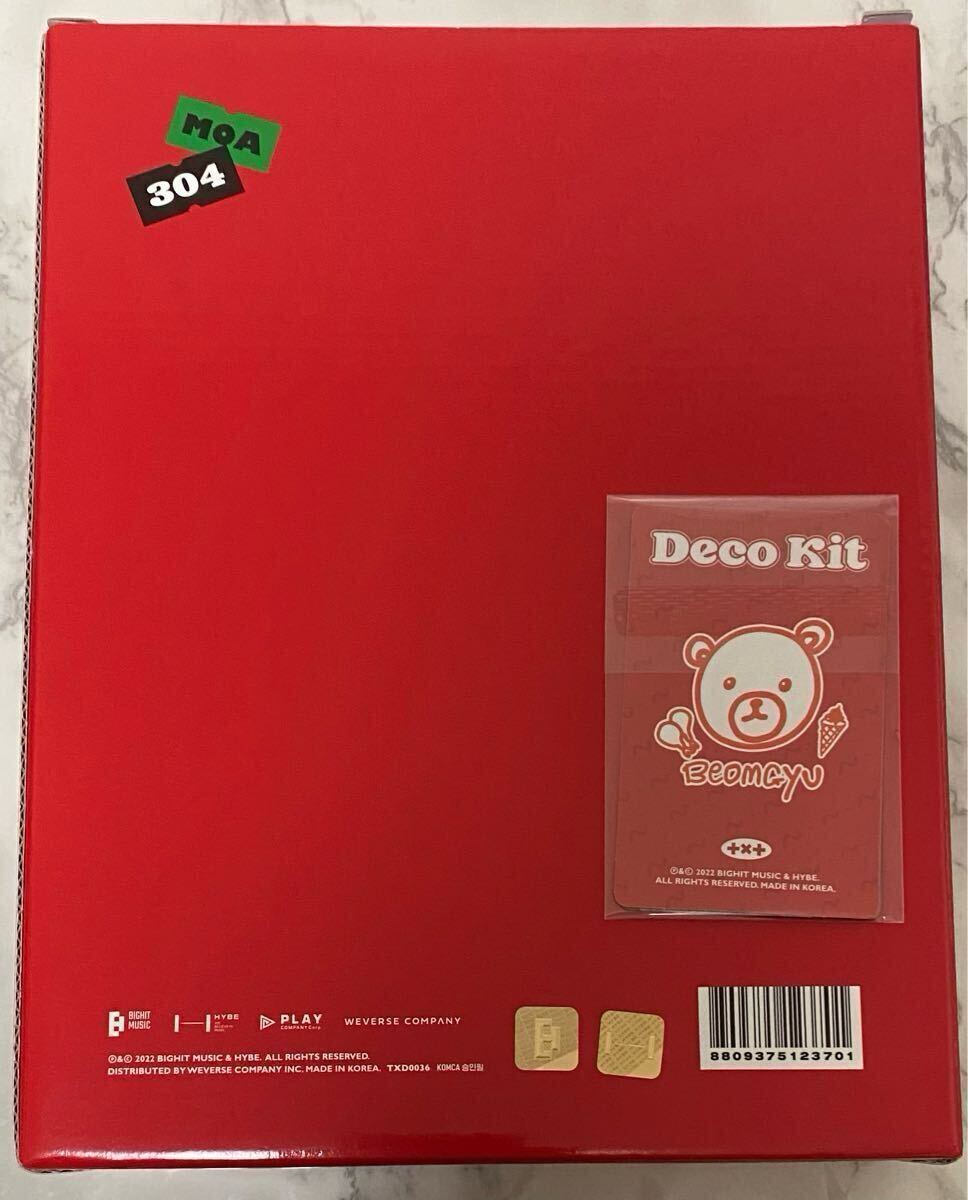 MOA
304
Deco Kit
BEOMGYU
+×+
Ⓟ&© 2022 BIGHIT MUSIC & HYBE.
ALL RIGHTS RESERVED. MADE IN KOREA.
BIGHIT
MUSIC
HYBE
PLAY
COMPANY Corp.
WEVERSE COMPANY
Ⓟ&© 2022 BIGHIT MUSIC & HYBE. ALL RIGHTS RESERVED.
DISTRIBUTED BY WEVERSE COMPANY INC. MADE IN KOREA. TXD0036 KOMCA 승인필
8809375123701